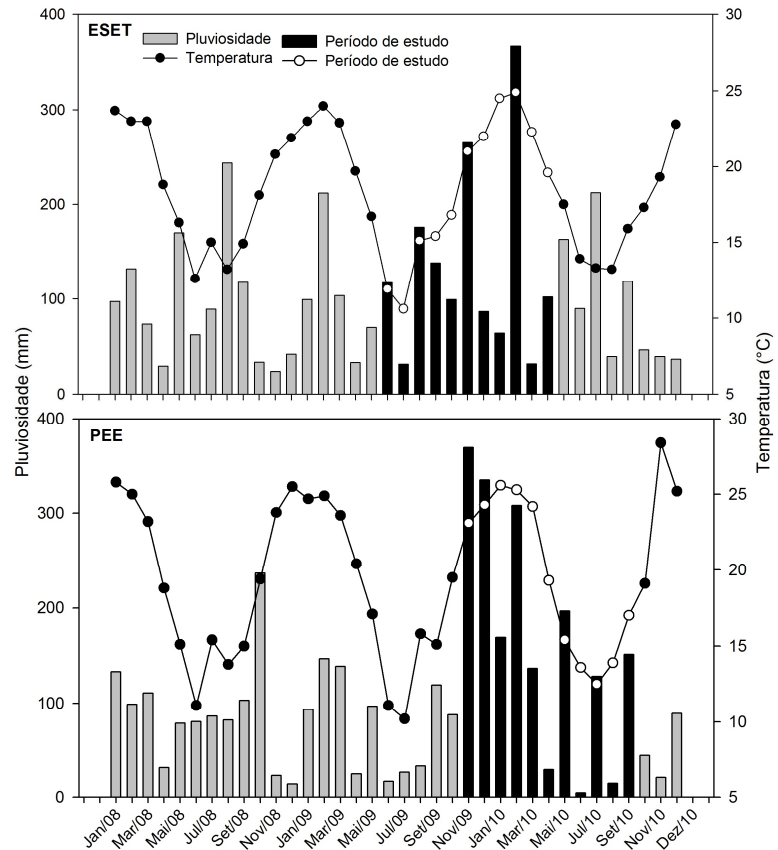 400
30
ESET
Pluviosidade
Período de estudo
Temperatura
Período de estudo
300
25
20
200
15
100
10
0
5
Pluviosidade (mm)
Temperatura (°C)
400
30
PEE
300
25
20
200
15
100
10
0
5
Jan/08
Mar/08
Mai/08
Jul/08
Set/08
Nov/08
Jan/09
Mar/09
Mai/09
Jul/09
Set/09
Nov/09
Jan/10
Mar/10
Mai/10
Jul/10
Set/10
Nov/10
Dez/10